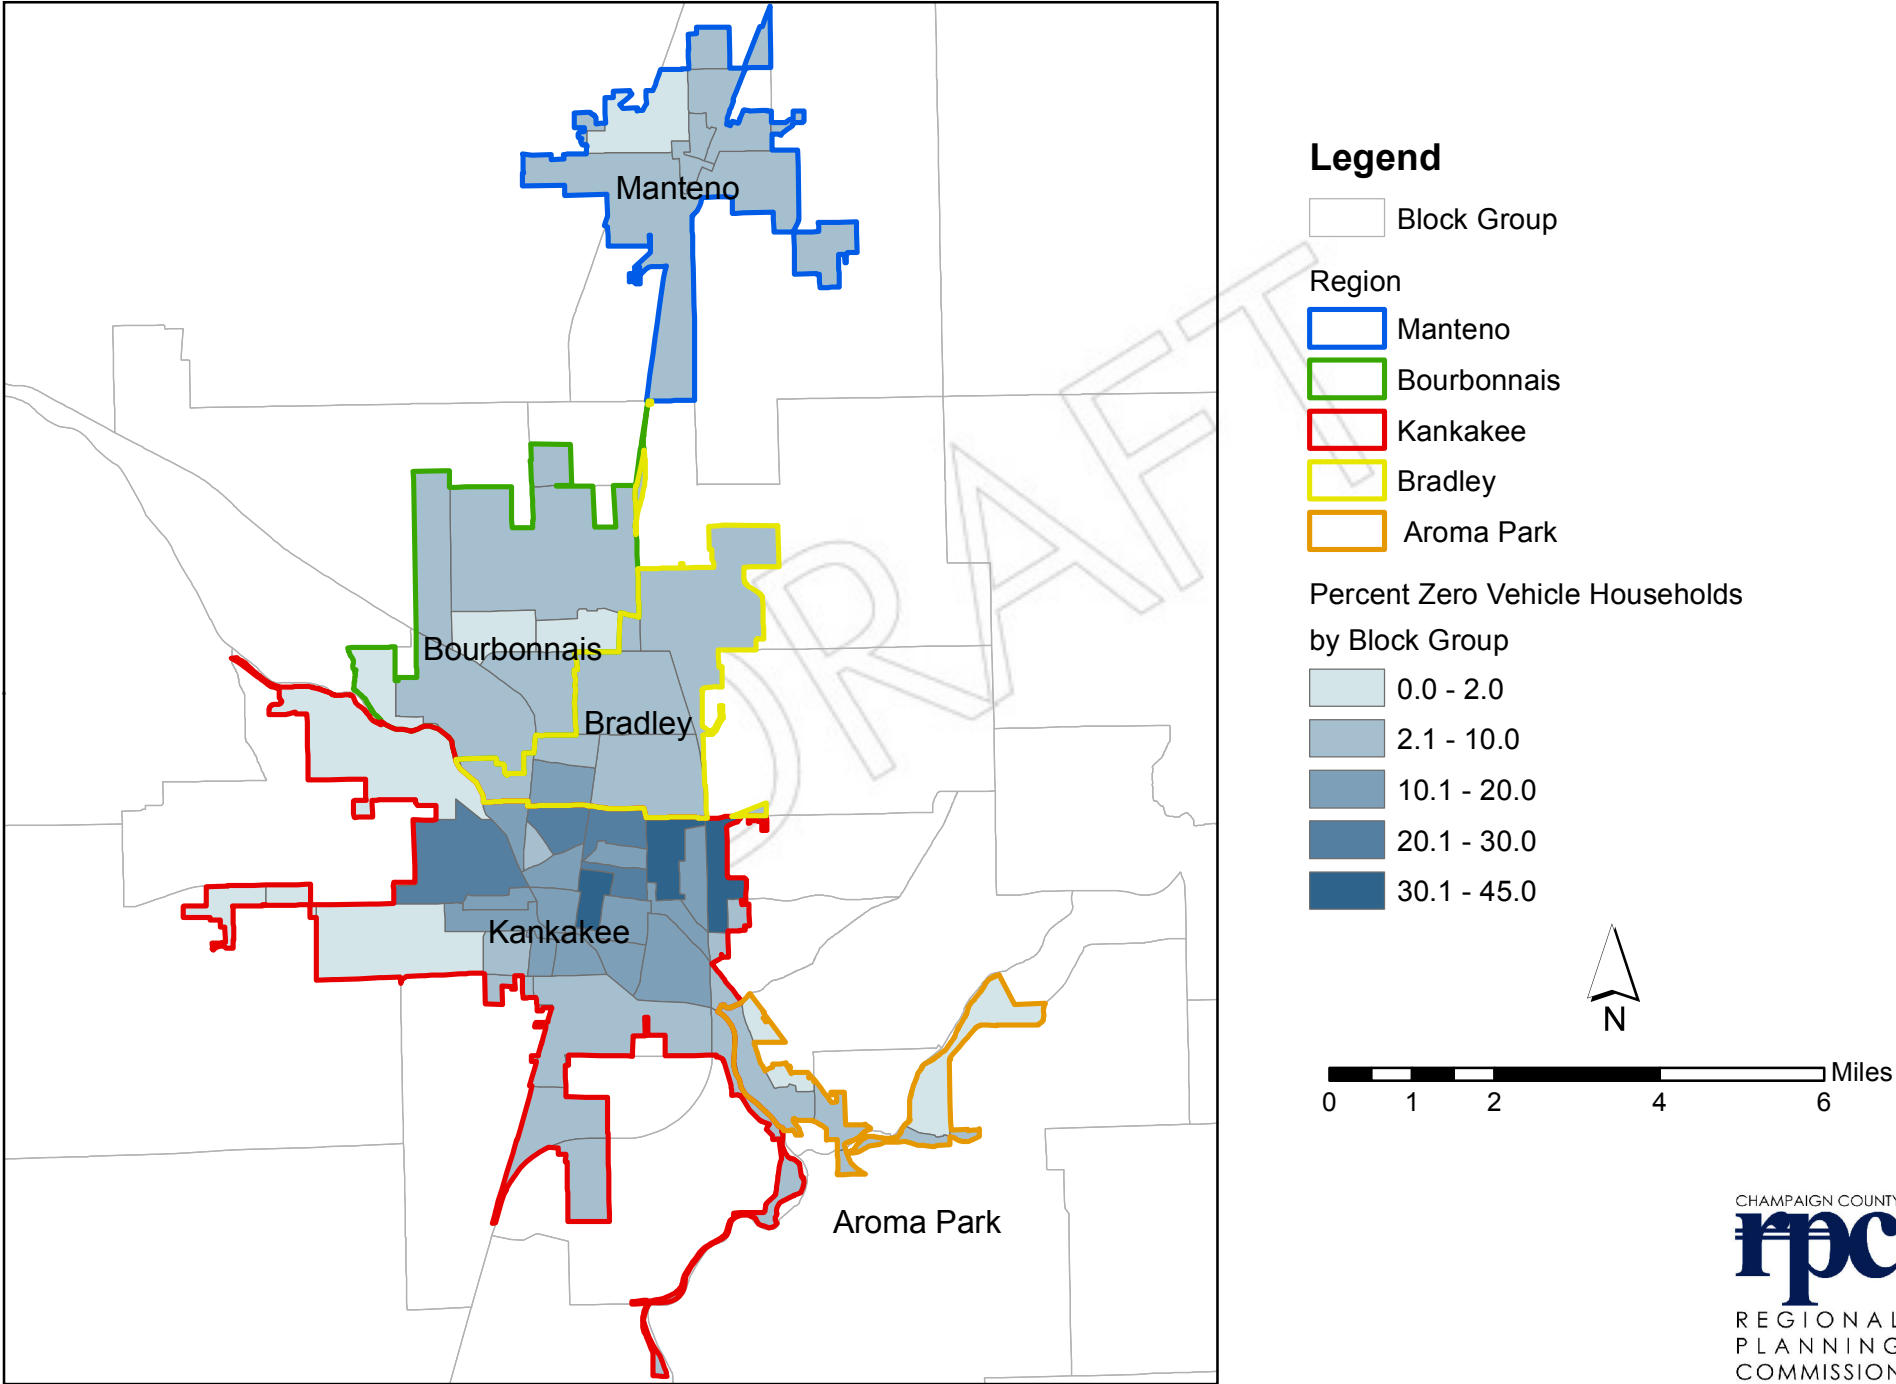 Manteno
Bourbonnais
Bradley
Kankakee
Aroma Park
DRAFT
Legend
Block Group
Region
Manteno
Bourbonnais
Kankakee
Bradley
Aroma Park
Percent Zero Vehicle Households
by Block Group
0.0 - 2.0
2.1 - 10.0
10.1 - 20.0
20.1 - 30.0
30.1 - 45.0
N
Miles
0 1 2 4 6
CHAMPAIGN COUNTY
rpc
REGIONAL
PLANNING
COMMISSION